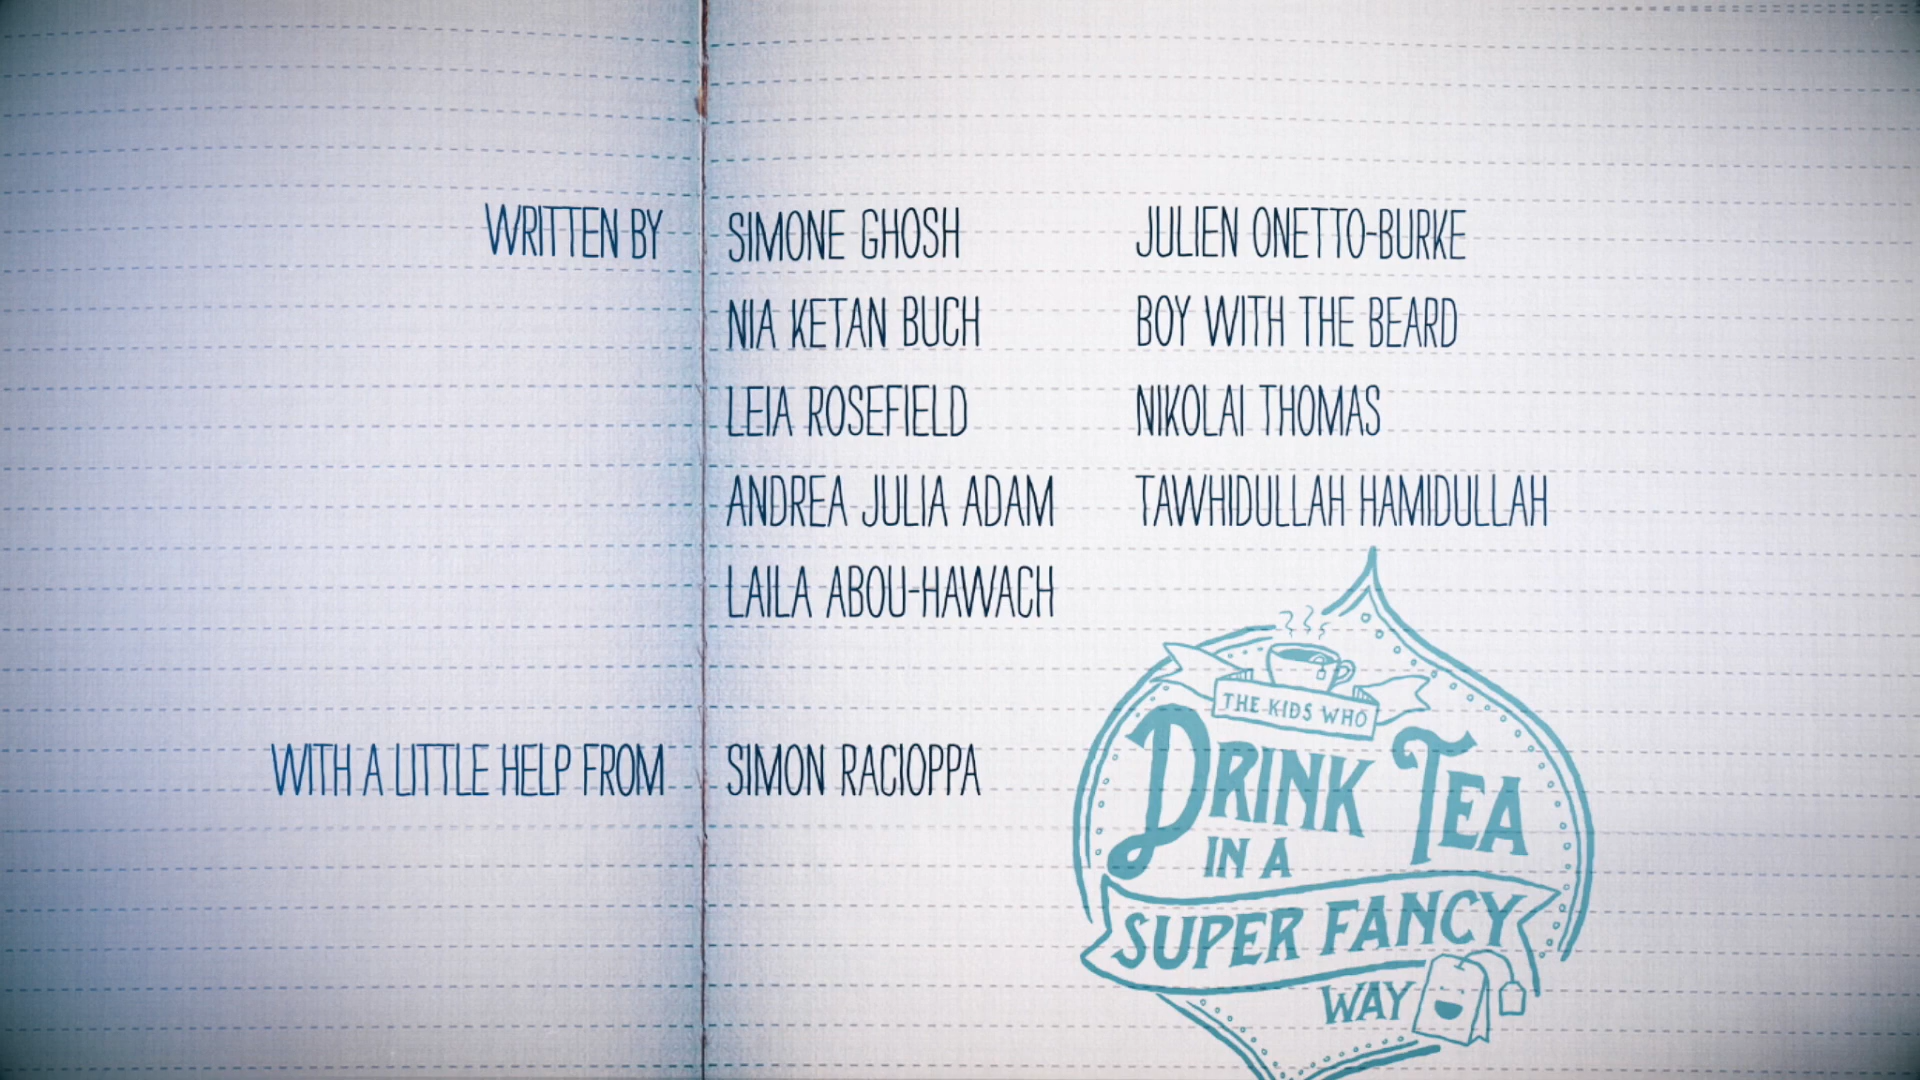 WRITTEN BY
SIMONE GHOSH
NIA KETAN BUCH
LEIA ROSEFIELD
ANDREA JULIA ADAM
LAILA ABOU-HAWACH
JULIEN ONETTO-BURKE
BOY WITH THE BEARD
NIKOLAI THOMAS
TAWHIDULLAH HAMIDULLAH
WITH A LITTLE HELP FROM
SIMON RACIOPPA
THE KIDS WHO
DRINK TEA
IN A
SUPER FANCY
WAY